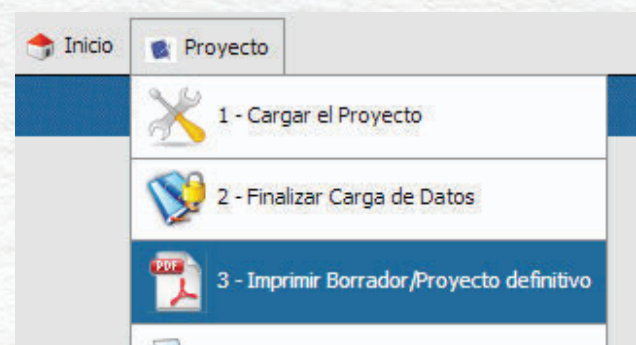 Inicio
Proyecto
1 - Cargar el Proyecto
2 - Finalizar Carga de Datos
PDF
3 - Imprimir Borrador/Proyecto definitivo